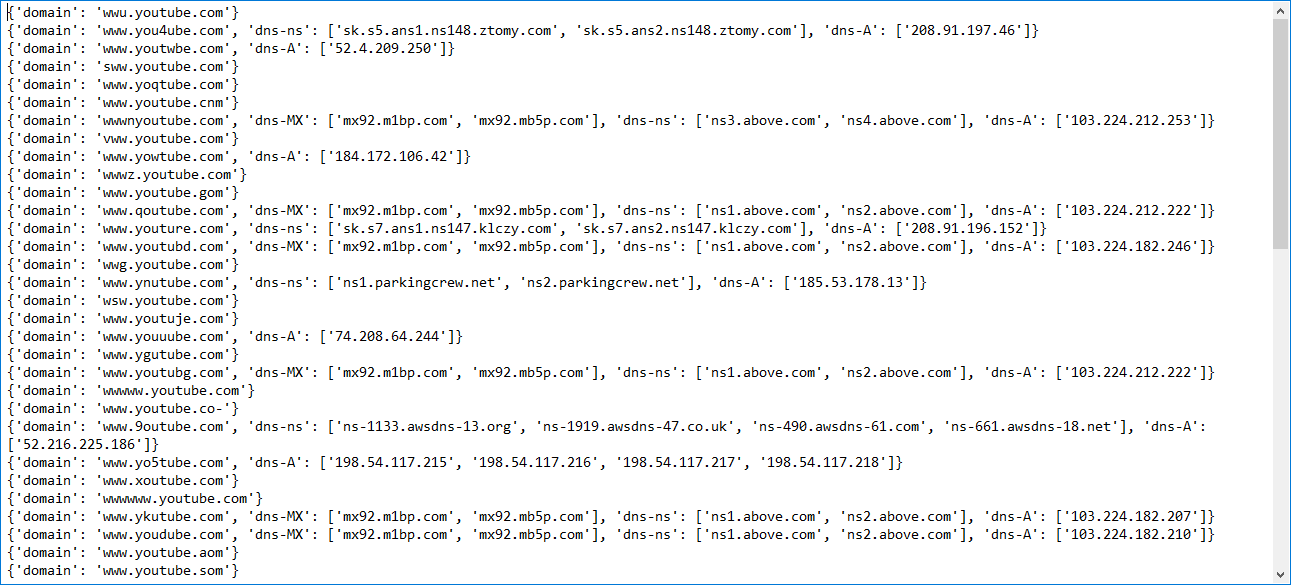 {'domain': 'wwu.youtube.com'}
{'domain': 'www.you4ube.com', 'dns-ns': ['sk.s5.ans1.ns148.ztomy.com', 'sk.s5.ans2.ns148.ztomy.com'], 'dns-A': ['208.91.197.46']}
{'domain': 'www.youtwbe.com', 'dns-A': ['52.4.209.250']}
{'domain': 'sww.youtube.com'}
{'domain': 'www.yoqtube.com'}
{'domain': 'www.youtube.cnm'}
{'domain': 'wwwnyoutube.com', 'dns-MX': ['mx92.m1bp.com', 'mx92.mb5p.com'], 'dns-ns': ['ns3.above.com', 'ns4.above.com'], 'dns-A': ['103.224.212.253']}
{'domain': 'vww.youtube.com'}
{'domain': 'www.yowtube.com', 'dns-A': ['184.172.106.42']}
{'domain': 'wwwz.youtube.com'}
{'domain': 'www.youtube.gom'}
{'domain': 'www.qoutube.com', 'dns-MX': ['mx92.m1bp.com', 'mx92.mb5p.com'], 'dns-ns': ['ns1.above.com', 'ns2.above.com'], 'dns-A': ['103.224.212.222']}
{'domain': 'www.youture.com', 'dns-ns': ['sk.s7.ans1.ns147.klczy.com', 'sk.s7.ans2.ns147.klczy.com'], 'dns-A': ['208.91.196.152']}
{'domain': 'www.youtubd.com', 'dns-MX': ['mx92.m1bp.com', 'mx92.mb5p.com'], 'dns-ns': ['ns1.above.com', 'ns2.above.com'], 'dns-A': ['103.224.182.246']}
{'domain': 'wwg.youtube.com'}
{'domain': 'www.ynutube.com', 'dns-ns': ['ns1.parkingcrew.net', 'ns2.parkingcrew.net'], 'dns-A': ['185.53.178.13']}
{'domain': 'wsw.youtube.com'}
{'domain': 'www.youtuje.com'}
{'domain': 'www.youuube.com', 'dns-A': ['74.208.64.244']}
{'domain': 'www.ygutube.com'}
{'domain': 'www.youtubg.com', 'dns-MX': ['mx92.m1bp.com', 'mx92.mb5p.com'], 'dns-ns': ['ns1.above.com', 'ns2.above.com'], 'dns-A': ['103.224.212.222']}
{'domain': 'wwwww.youtube.com'}
{'domain': 'www.youtube.co-'}
{'domain': 'www.9outube.com', 'dns-ns': ['ns-1133.awsdns-13.org', 'ns-1919.awsdns-47.co.uk', 'ns-490.awsdns-61.com', 'ns-661.awsdns-18.net'], 'dns-A':
['52.216.225.186']}
{'domain': 'www.yo5tube.com', 'dns-A': ['198.54.117.215', '198.54.117.216', '198.54.117.217', '198.54.117.218']}
{'domain': 'www.xoutube.com'}
{'domain': 'wwwwww.youtube.com'}
{'domain': 'www.ykutube.com', 'dns-MX': ['mx92.m1bp.com', 'mx92.mb5p.com'], 'dns-ns': ['ns1.above.com', 'ns2.above.com'], 'dns-A': ['103.224.182.207']}
{'domain': 'www.youdube.com', 'dns-MX': ['mx92.m1bp.com', 'mx92.mb5p.com'], 'dns-ns': ['ns1.above.com', 'ns2.above.com'], 'dns-A': ['103.224.182.210']}
{'domain': 'www.youtube.aom'}
{'domain': 'www.youtube.som'}